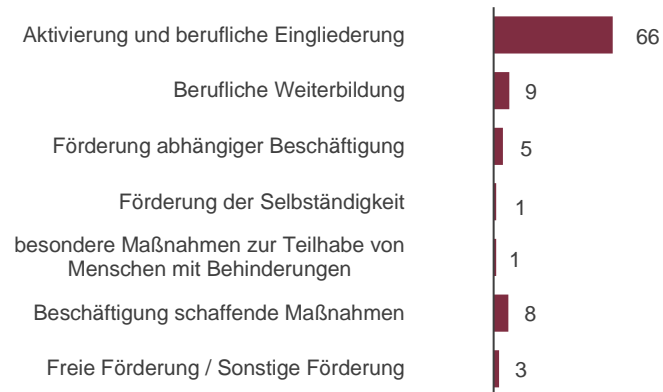 Aktivierung und berufliche Eingliederung 66
Berufliche Weiterbildung 9
Förderung abhängiger Beschäftigung 5
Förderung der Selbständigkeit 1
besondere Maßnahmen zur Teilhabe von
Menschen mit Behinderungen 1
Beschäftigung schaffende Maßnahmen 8
Freie Förderung / Sonstige Förderung 3